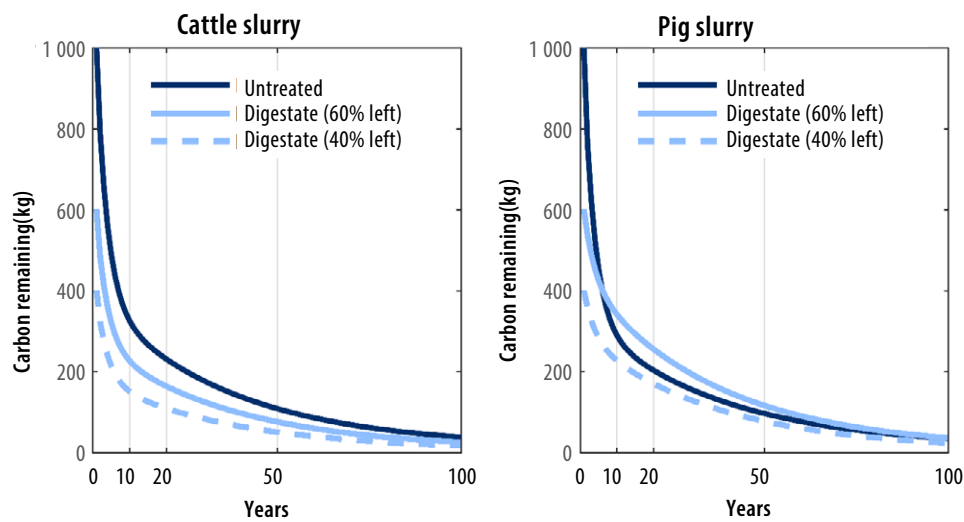 Cattle slurry
1 000
800
600
400
200
0
Carbon remaining(kg)
Untreated
Digestate (60% left)
Digestate (40% left)
0 10 20 50 100
Years
Pig slurry
1 000
800
600
400
200
0
Carbon remaining(kg)
Untreated
Digestate (60% left)
Digestate (40% left)
0 10 20 50 100
Years